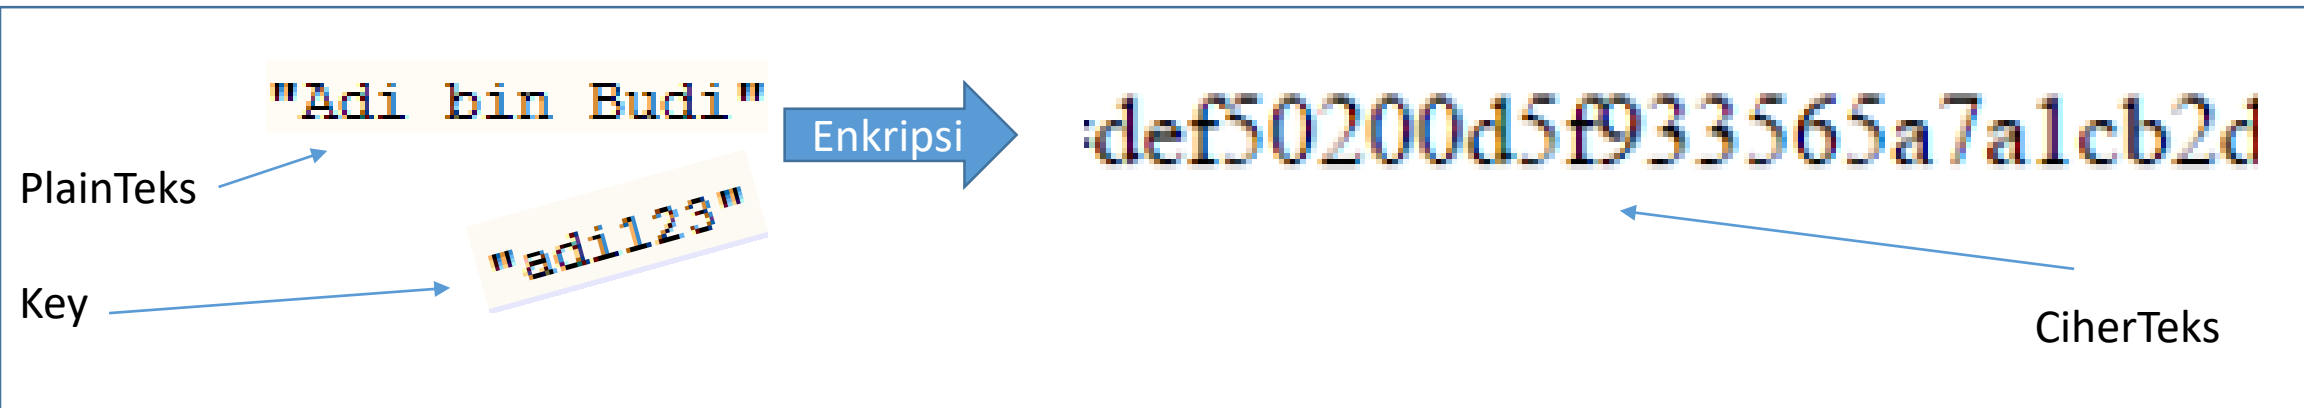 "Adi bin Budi"
Enkripsi
def50200d5f933565a7a1cb2d
PlainTeks
"adi123"
Key
CiherTeks